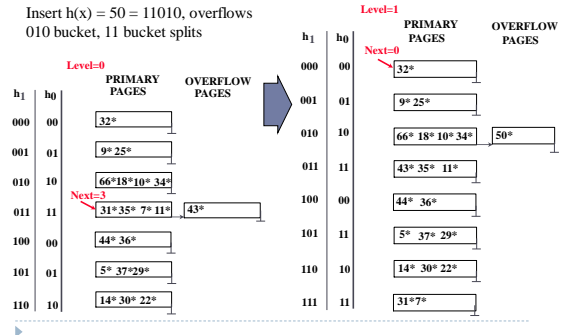 Insert h(x) = 50 = 11010, overflows
010 bucket, 11 bucket splits
Level=0
PRIMARY
PAGES
OVERFLOW
PAGES
h1 h0
000 00 32*
001 01 9* 25*
010 10 66*18*10* 34*
Next=3
011 11 31*35* 7* 11* 43*
100 00 44* 36*
101 01 5* 37*29*
110 10 14* 30* 22*
Level=1
h1 h0
PRIMARY
PAGES
OVERFLOW
PAGES
Next=0
000 00 32*
001 01 9* 25*
010 10 66* 18* 10* 34* 50*
011 11 43* 35* 11*
100 00 44* 36*
101 11 5* 37* 29*
110 10 14* 30* 22*
111 11 31*7*